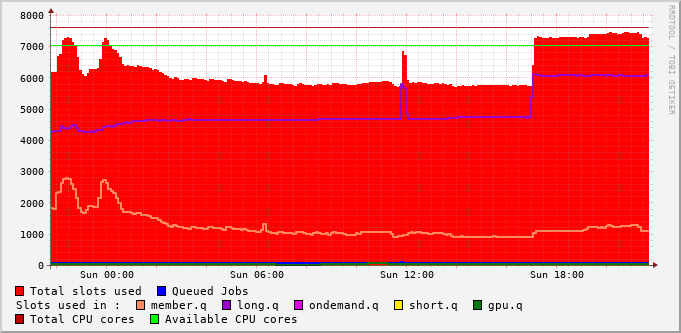 8000
7000
6000
5000
4000
3000
2000
1000
0
Sun 00:00 Sun 06:00 Sun 12:00 Sun 18:00
RRDTOOL / TOBI OETIKER
Total slots used Queued Jobs
Slots used in : member.q long.q ondemand.q short.q gpu.q
Total CPU cores Available CPU cores